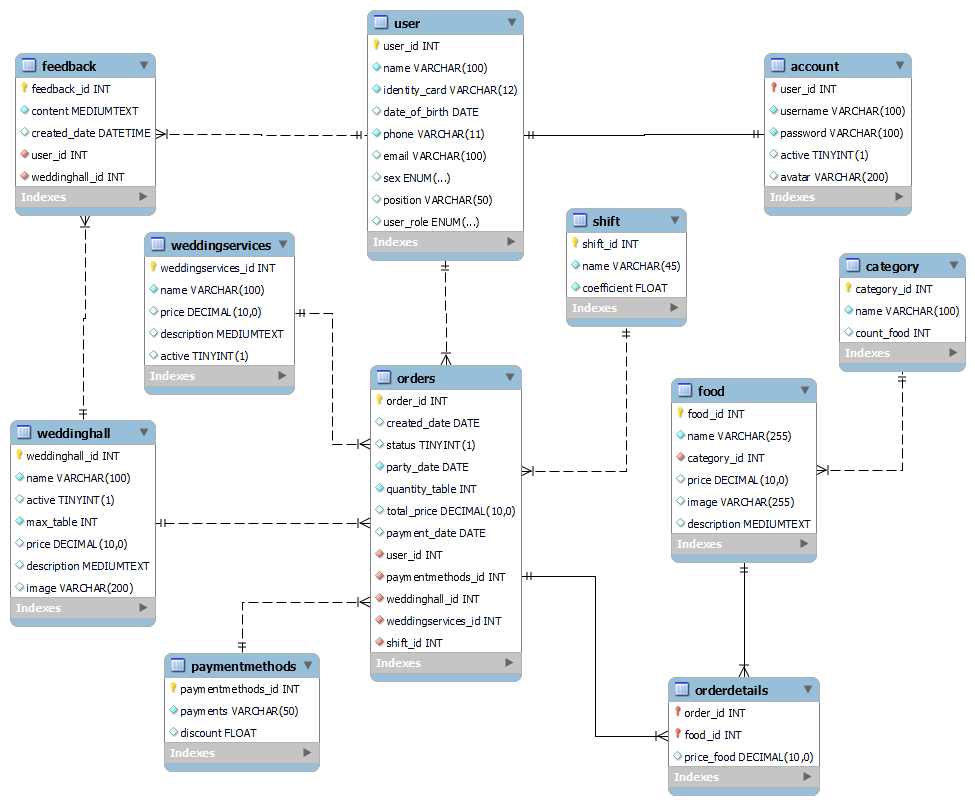 user
user_id INT
name VARCHAR(100)
identity_card VARCHAR(12)
date_of_birth DATE
phone VARCHAR(11)
email VARCHAR(100)
sex ENUM(...)
position VARCHAR(50)
user_role ENUM(...)
Indexes
feedback
feedback_id INT
content MEDIUMTEXT
created_date DATETIME
user_id INT
weddinghall_id INT
Indexes
account
user_id INT
username VARCHAR(100)
password VARCHAR(100)
active TINYINT(1)
avatar VARCHAR(200)
Indexes
weddingservices
weddingservices_id INT
name VARCHAR(100)
price DECIMAL(10,0)
description MEDIUMTEXT
active TINYINT(1)
Indexes
shift
shift_id INT
name VARCHAR(45)
coefficient FLOAT
Indexes
category
category_id INT
name VARCHAR(100)
count_food INT
Indexes
orders
order_id INT
created_date DATE
status TINYINT(1)
party_date DATE
quantity_table INT
total_price DECIMAL(10,0)
payment_date DATE
user_id INT
paymentmethods_id INT
weddinghall_id INT
weddingservices_id INT
shift_id INT
Indexes
food
food_id INT
name VARCHAR(255)
category_id INT
price DECIMAL(10,0)
image VARCHAR(255)
description MEDIUMTEXT
Indexes
weddinghall
weddinghall_id INT
name VARCHAR(100)
active TINYINT(1)
max_table INT
price DECIMAL(10,0)
description MEDIUMTEXT
image VARCHAR(200)
Indexes
paymentmethods
paymentmethods_id INT
payments VARCHAR(50)
discount FLOAT
Indexes
orderdetails
order_id INT
food_id INT
price_food DECIMAL(10,0)
Indexes